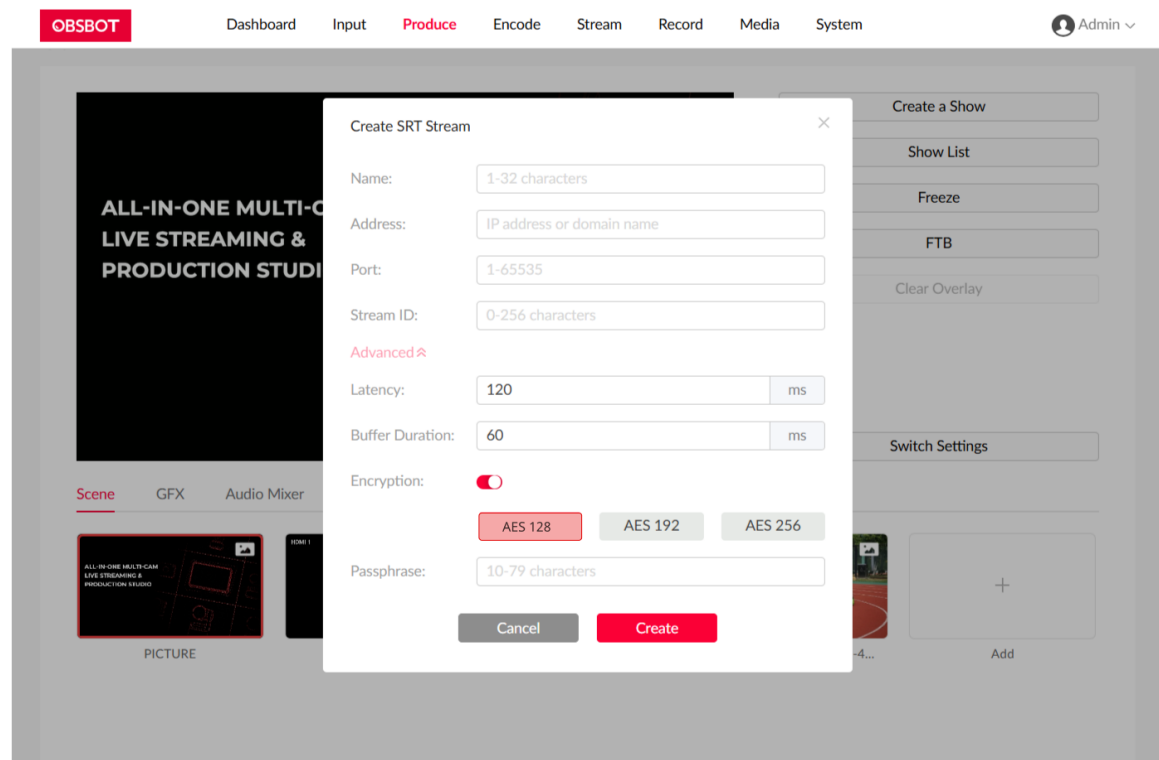 OBSBOT Dashboard Input Produce Encode Stream Record Media System Admin
Create a Show
Show List
Freeze
FTB
Clear Overlay
Switch Settings
ALL-IN-ONE MULTI-C
LIVE STREAMING &
PRODUCTION STUDI
Create SRT Stream
Name: 1-32 characters
Address: IP address or domain name
Port: 1-65535
Stream ID: 0-256 characters
Advanced
Latency: 120 ms
Buffer Duration: 60 ms
Encryption:
AES 128 AES 192 AES 256
Passphrase: 10-79 characters
Cancel Create
Scene GFX Audio Mixer
ALL-IN-ONE MULTI-CAM
LIVE STREAMING &
PRODUCTION STUDIO
HDMI 1
PICTURE
-4...
Add